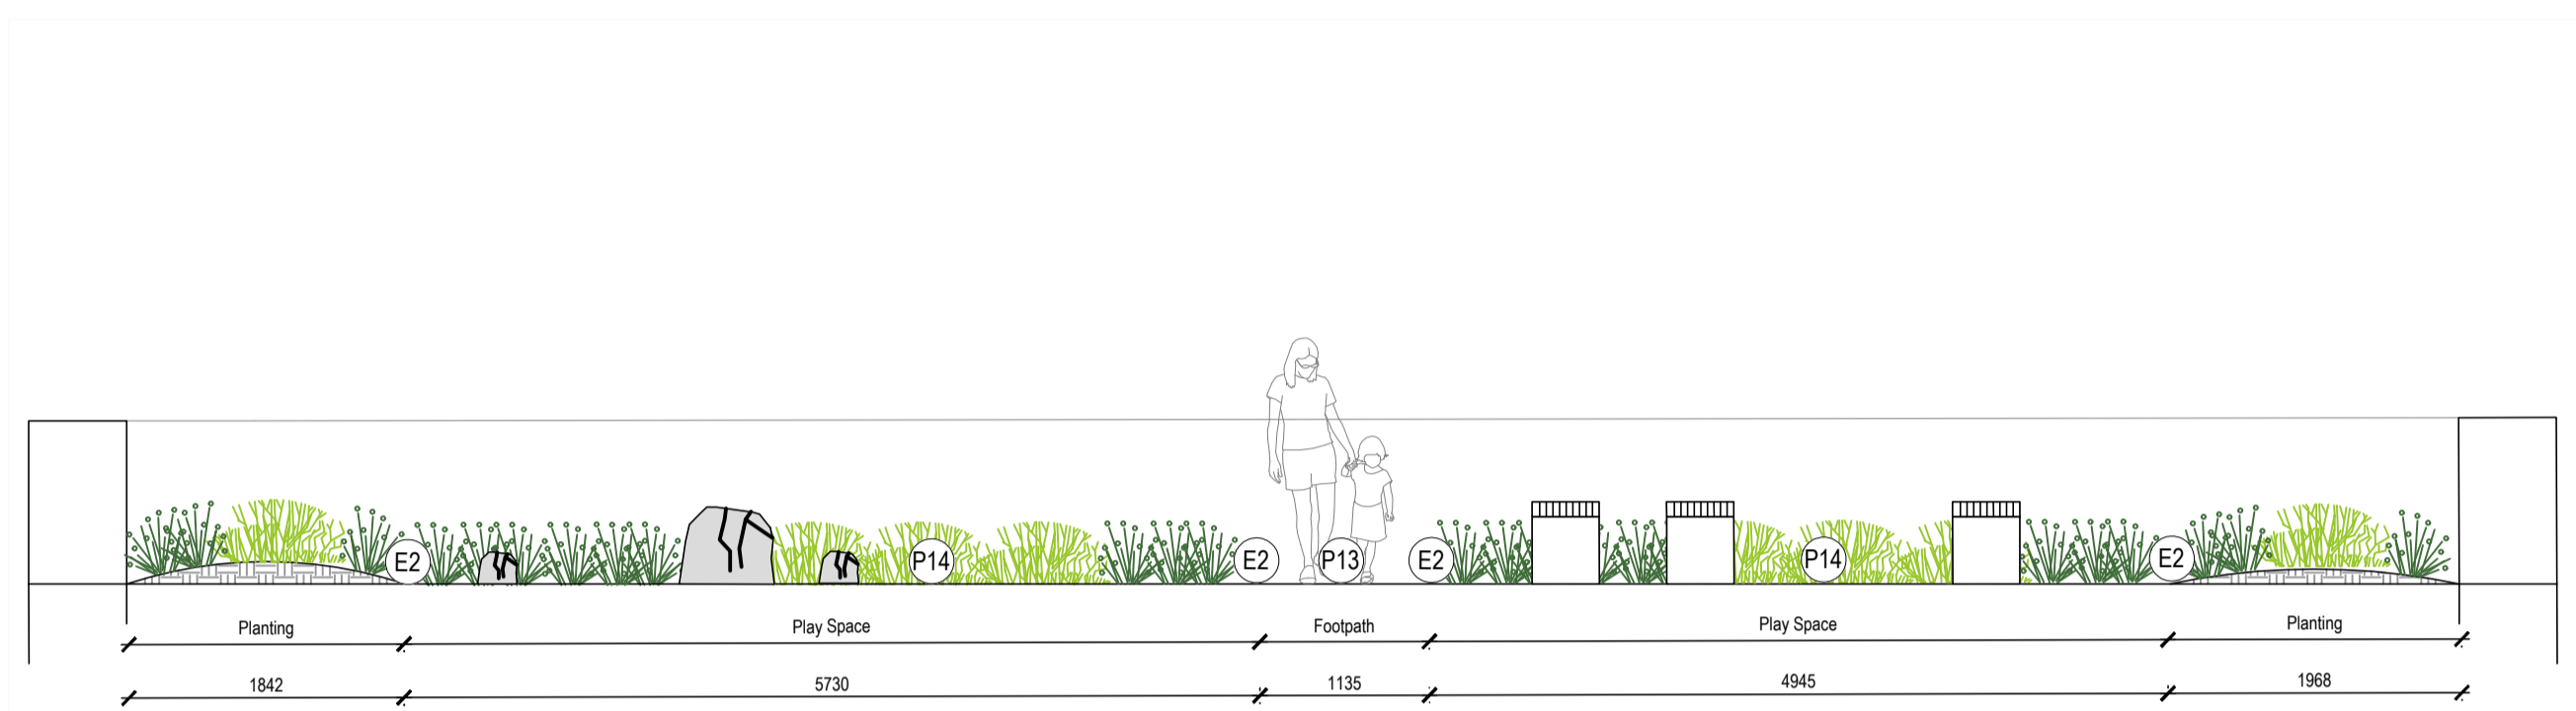 E2
P14
E2
P13
E2
P14
E2
Planting
Play Space
Footpath
Play Space
Planting
1842
5730
1135
4945
1968